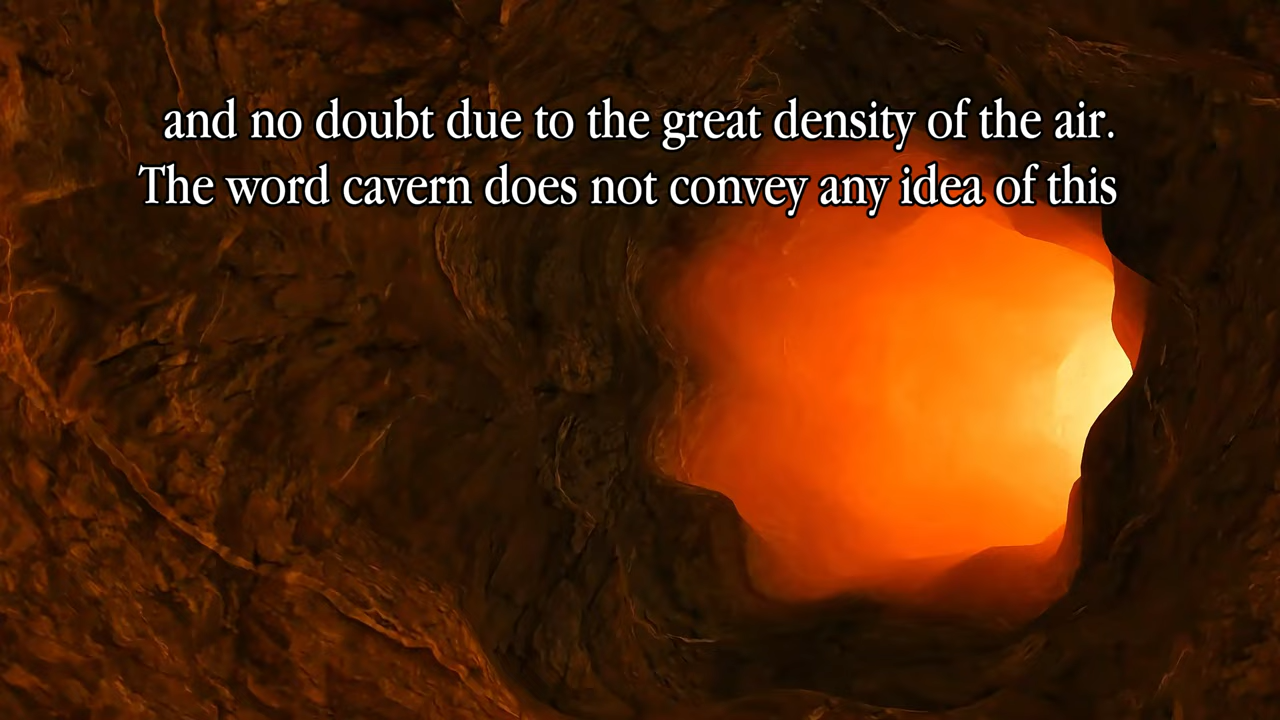 and no doubt due to the great density of the air.
The word cavern does not convey any idea of this